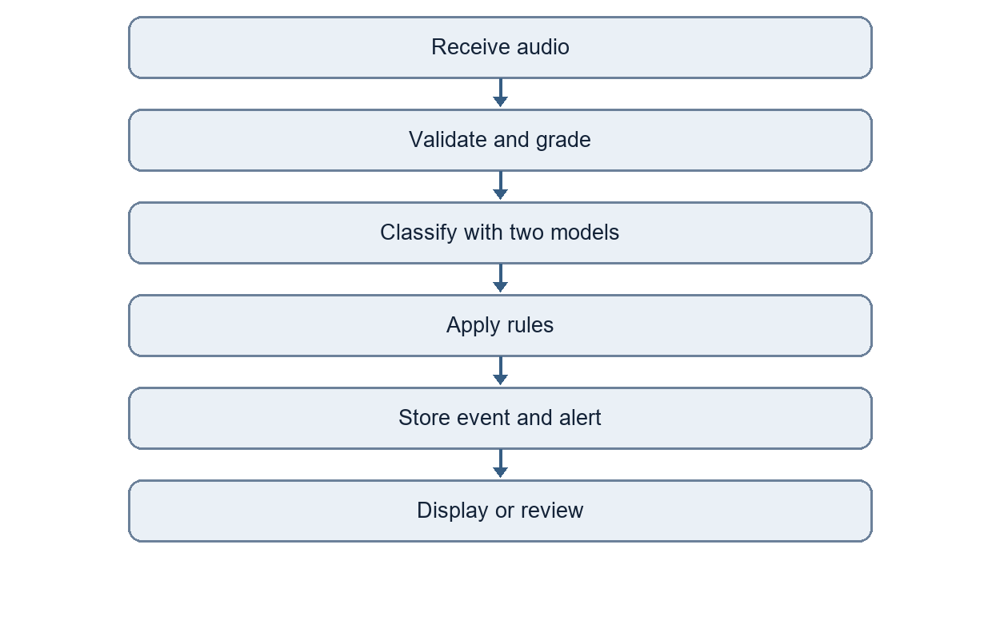 Receive audio
Validate and grade
Classify with two models
Apply rules
Store event and alert
Display or review